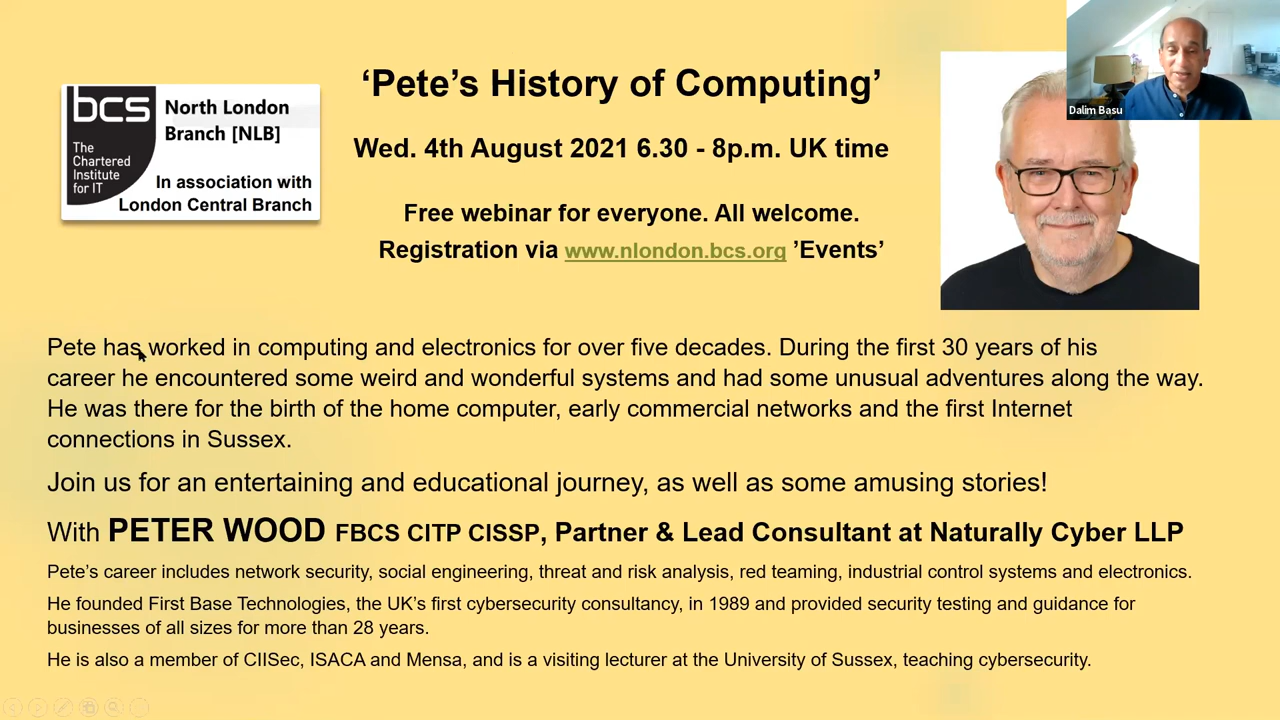 bcs
The
Chartered
Institute
for IT
North London
Branch [NLB]
In association with
London Central Branch
‘Pete’s History of Computing’
Wed. 4th August 2021 6.30 - 8p.m. UK time
Free webinar for everyone. All welcome.
Registration via www.nlondon.bcs.org ’Events’
Dalim Basu
Pete has worked in computing and electronics for over five decades. During the first 30 years of his
career he encountered some weird and wonderful systems and had some unusual adventures along the way.
He was there for the birth of the home computer, early commercial networks and the first Internet
connections in Sussex.
Join us for an entertaining and educational journey, as well as some amusing stories!
With PETER WOOD FBCS CITP CISSP, Partner & Lead Consultant at Naturally Cyber LLP
Pete’s career includes network security, social engineering, threat and risk analysis, red teaming, industrial control systems and electronics.
He founded First Base Technologies, the UK’s first cybersecurity consultancy, in 1989 and provided security testing and guidance for
businesses of all sizes for more than 28 years.
He is also a member of CIISec, ISACA and Mensa, and is a visiting lecturer at the University of Sussex, teaching cybersecurity.